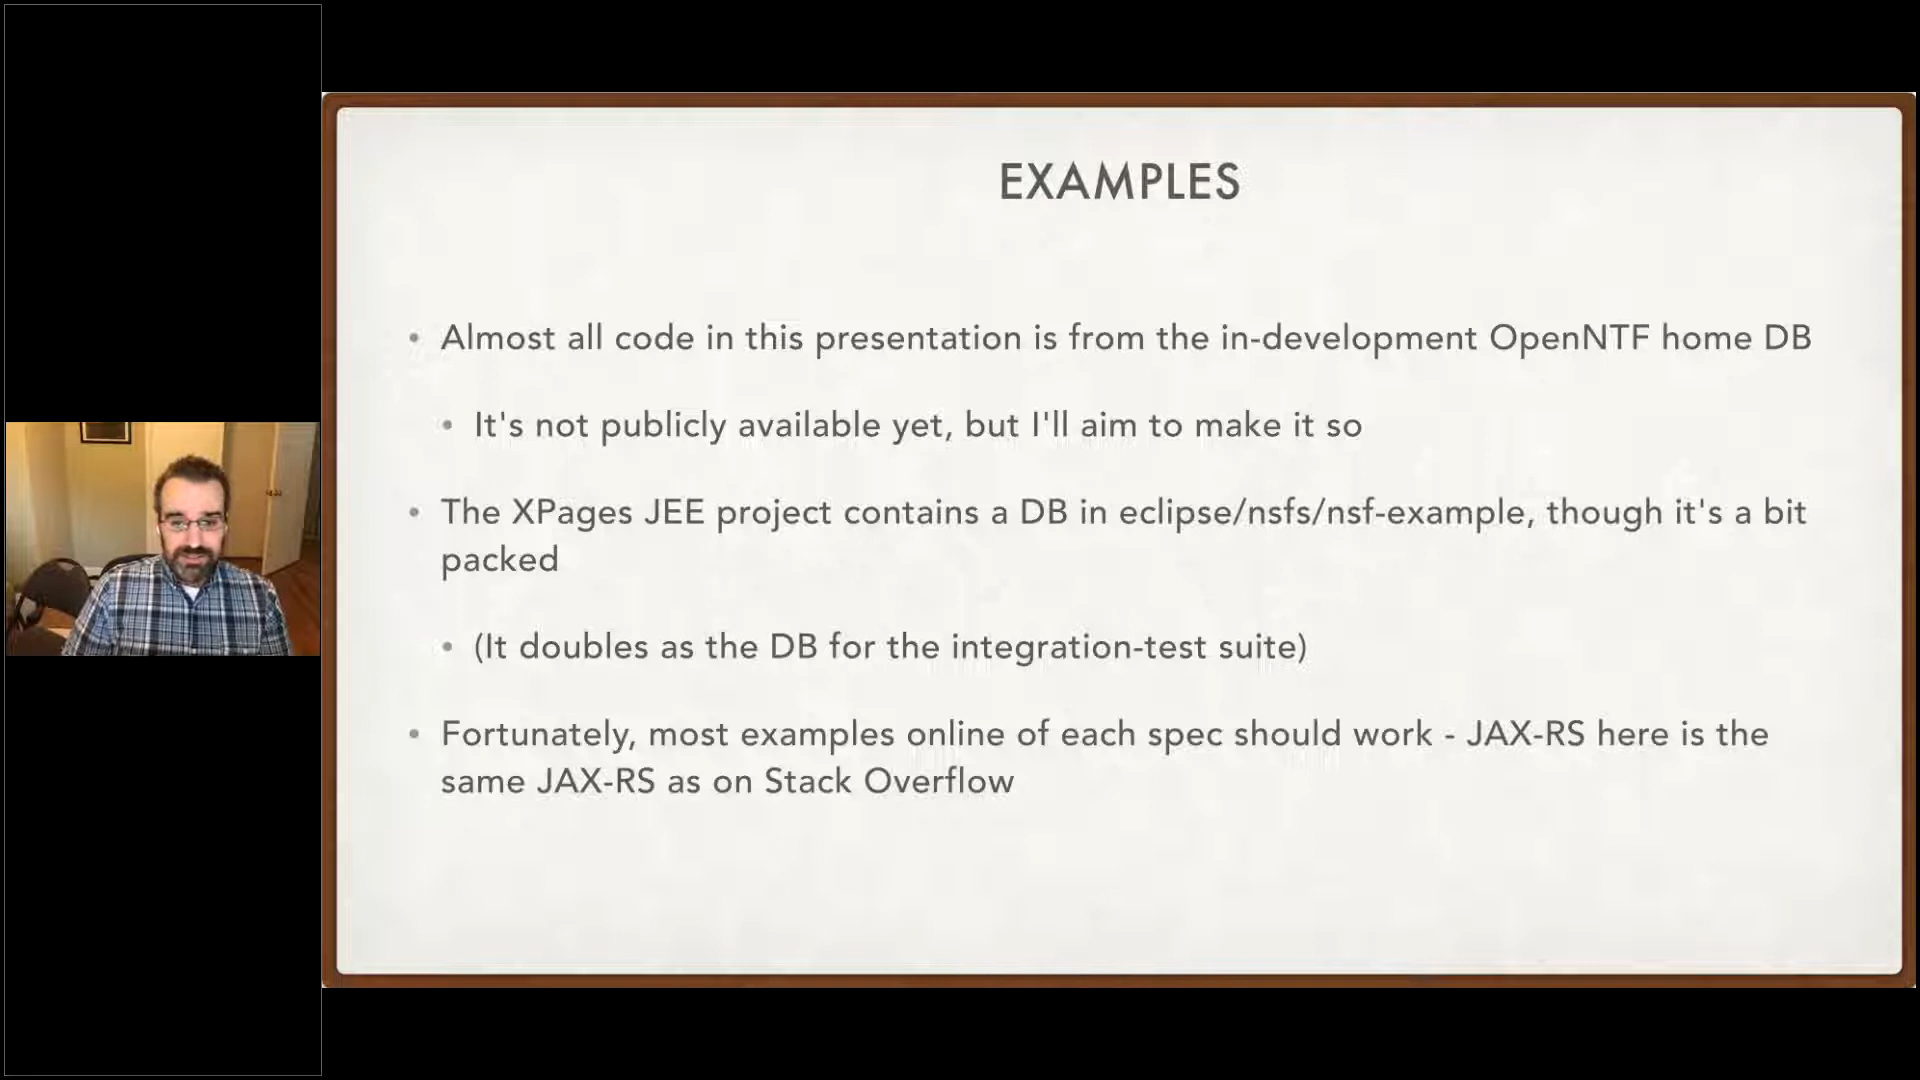 EXAMPLES
• Almost all code in this presentation is from the in-development OpenNTF home DB
• It's not publicly available yet, but I'll aim to make it so
• The XPages JEE project contains a DB in eclipse/nsfs/nsf-example, though it's a bit
packed
• (It doubles as the DB for the integration-test suite)
• Fortunately, most examples online of each spec should work - JAX-RS here is the
same JAX-RS as on Stack Overflow